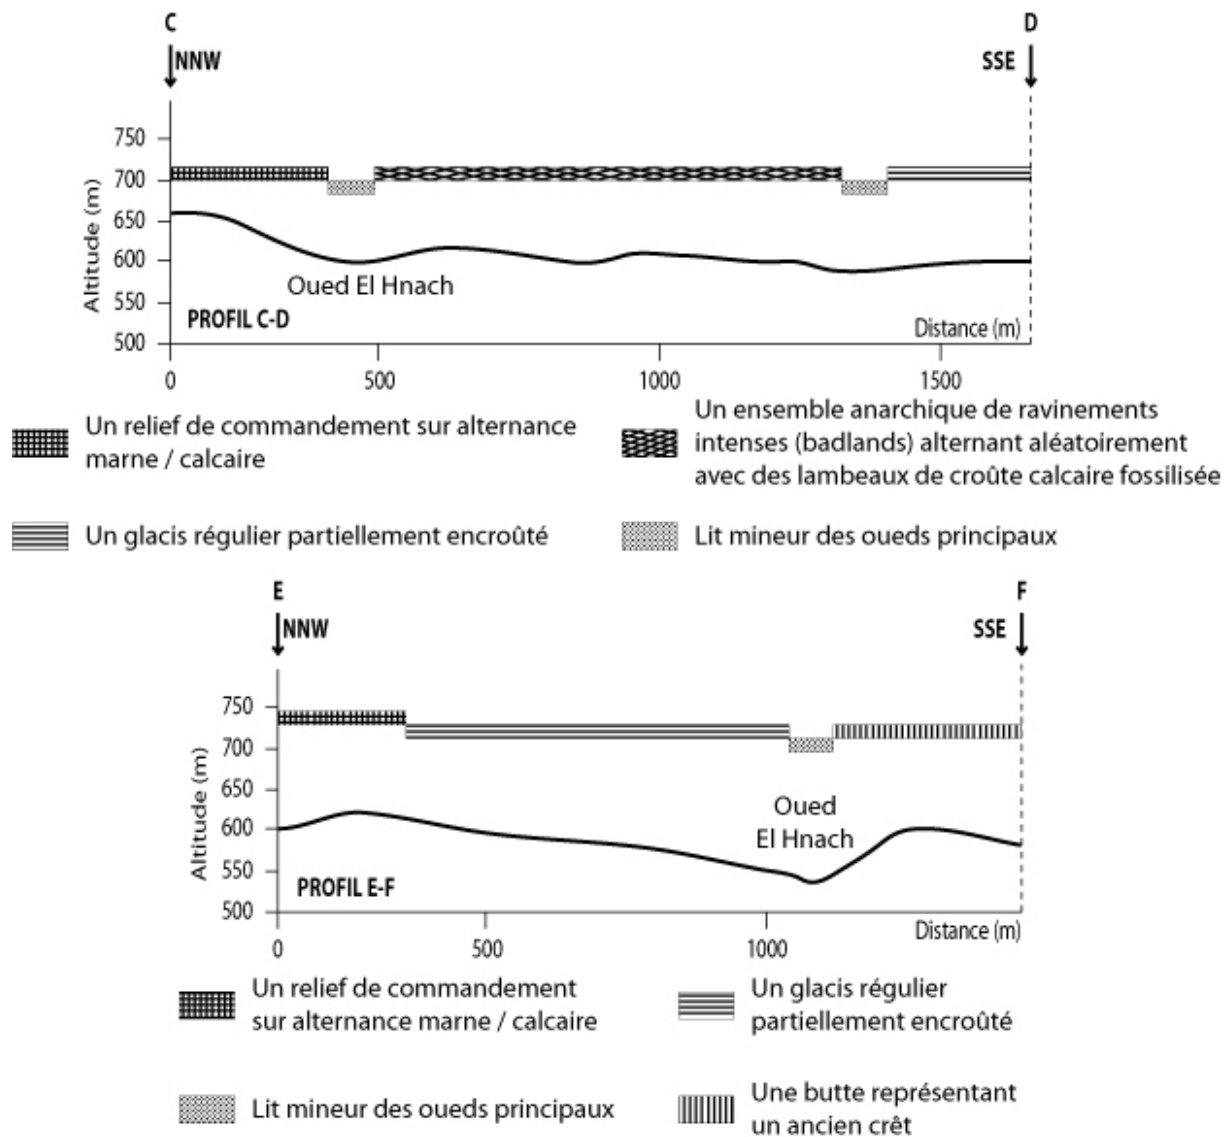 C
D
NNW
SSE
750
700
650
600
550
500
Altitude (m)
Oued El Hnach
PROFIL C-D
Distance (m)
0
500
1000
1500
Un relief de commandement sur alternance
marne / calcaire
Un ensemble anarchique de ravinements
intenses (badlands) alternant aléatoirement
avec des lambeaux de croûte calcaire fossilisée
Un glacis régulier partiellement encroûté
Lit mineur des oueds principaux
E
F
NNW
SSE
750
700
650
600
550
500
Altitude (m)
Oued
El Hnach
PROFIL E-F
Distance (m)
0
500
1000
Un relief de commandement
sur alternance marne / calcaire
Un glacis régulier
partiellement encroûté
Lit mineur des oueds principaux
Une butte représentant
un ancien crêt